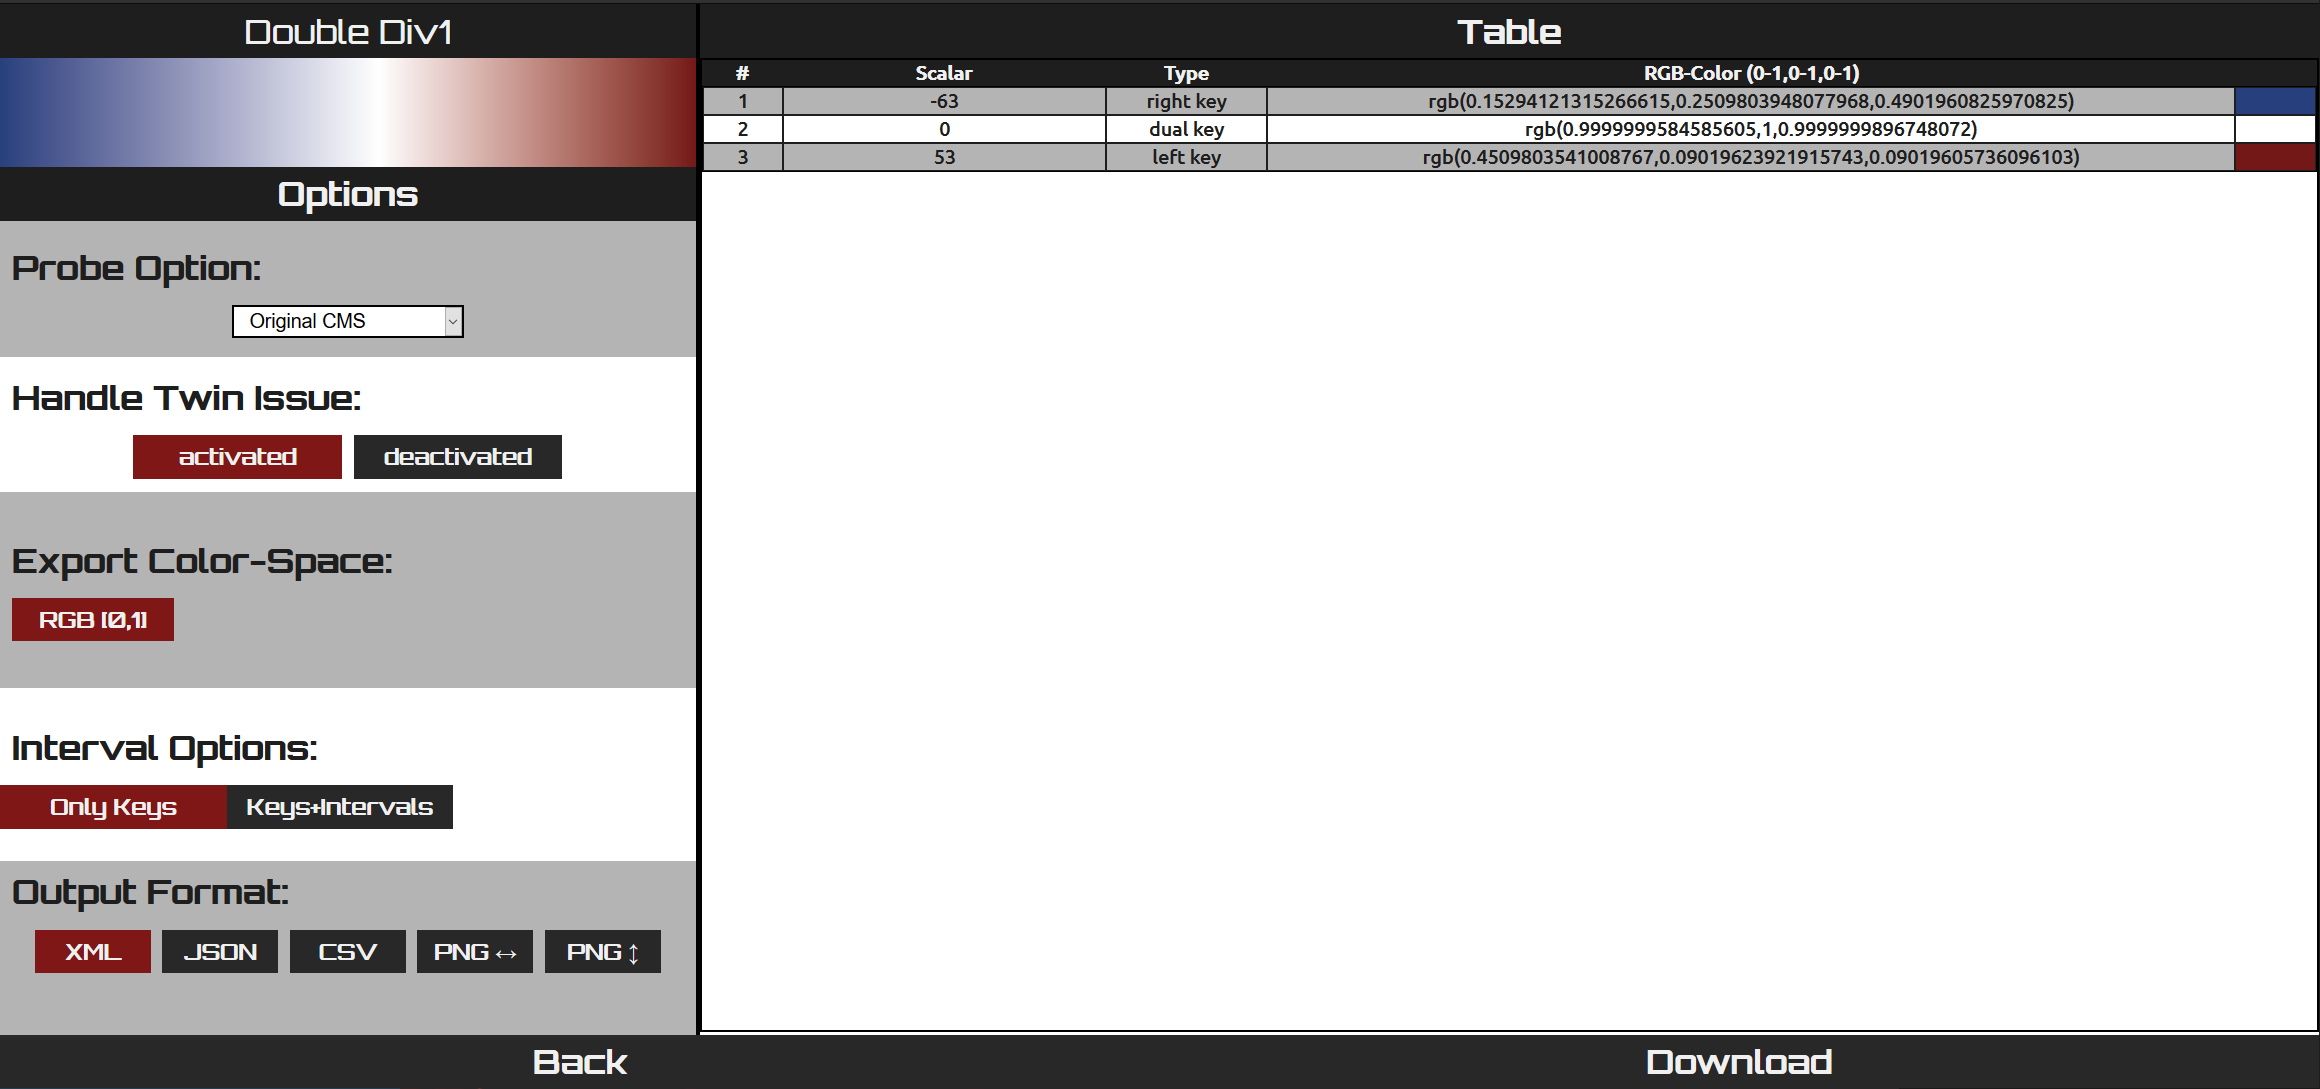 Double Div1
Options
Probe Option:
Original CMS
Handle Twin Issue:
activated deactivated
Export Color-Space:
RGB [0,1]
Interval Options:
Only Keys Keys+Intervals
Output Format:
XML JSON CSV PNG↔ PNG↕
Table
# Scalar Type RGB-Color (0-1,0-1,0-1)
1 -63 right key rgb(0.15294121315266615,0.2509803948077968,0.4901960825970825)
2 0 dual key rgb(0.9999999584585605,1,0.9999999896748072)
3 53 left key rgb(0.4509803541008767,0.09019623921915743,0.09019605736096103)
Back Download